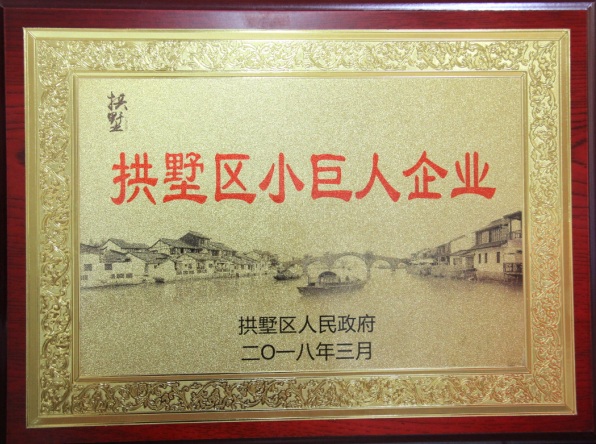 拱墅
拱墅区小巨人企业
拱墅区人民政府
二〇一八年三月